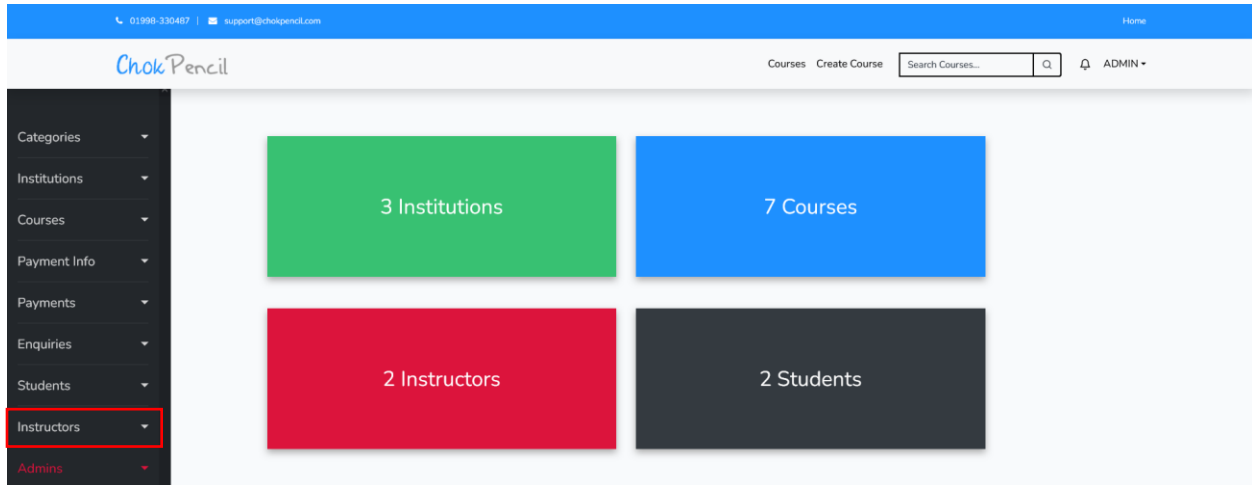 01998-330487 | support@chokpencil.com Home
ChokPencil Courses Create Course Search Courses... ADMIN
Categories
Institutions
Courses
Payment Info
Payments
Enquiries
Students
Instructors
Admins
3 Institutions 7 Courses
2 Instructors 2 Students